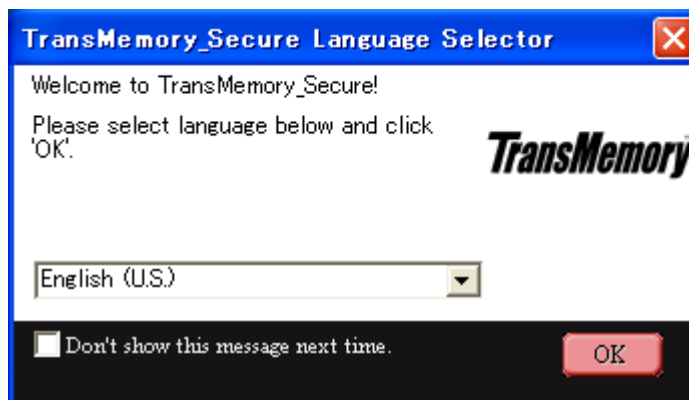 TransMemory_Secure Language Selector
Welcome to TransMemory_Secure!
Please select language below and click
'OK'.
TransMemory
English (U.S.)
Don't show this message next time.
OK